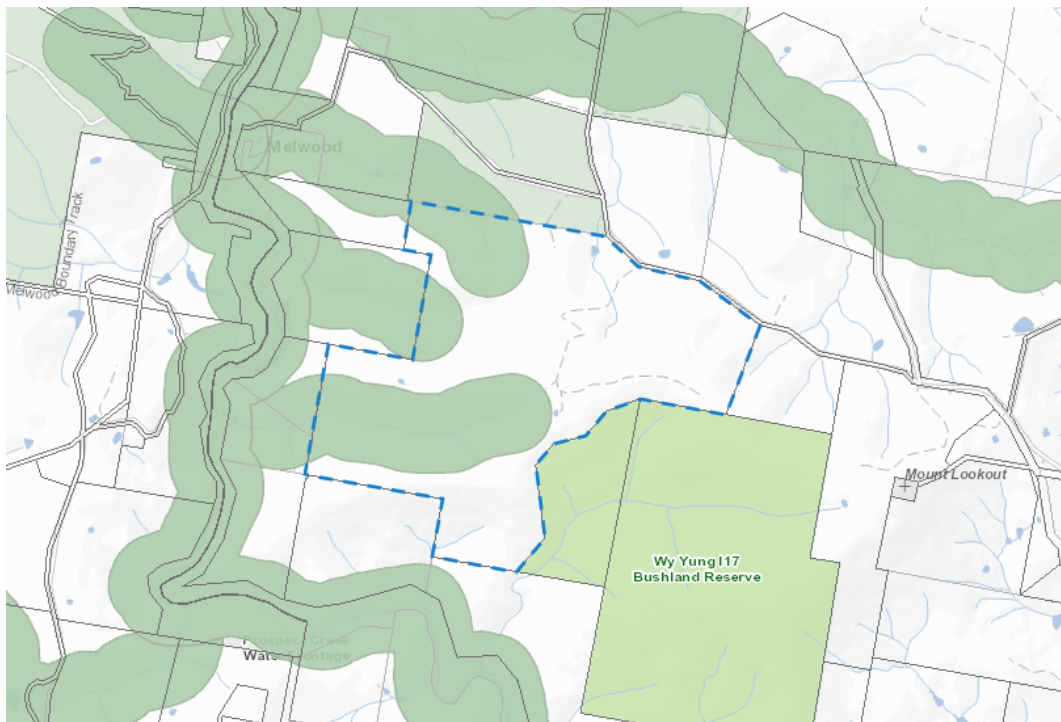 Melwood
Melwood Boundary Track
Mount Lookout
Wy Yung I17
Bushland Reserve
Prospect Creek
Water Frontage